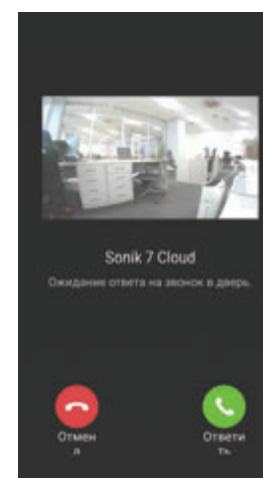 Sonik 7 Cloud
Ожидание ответа на звонок в дверь.
Отмен
а
Ответи
ть.